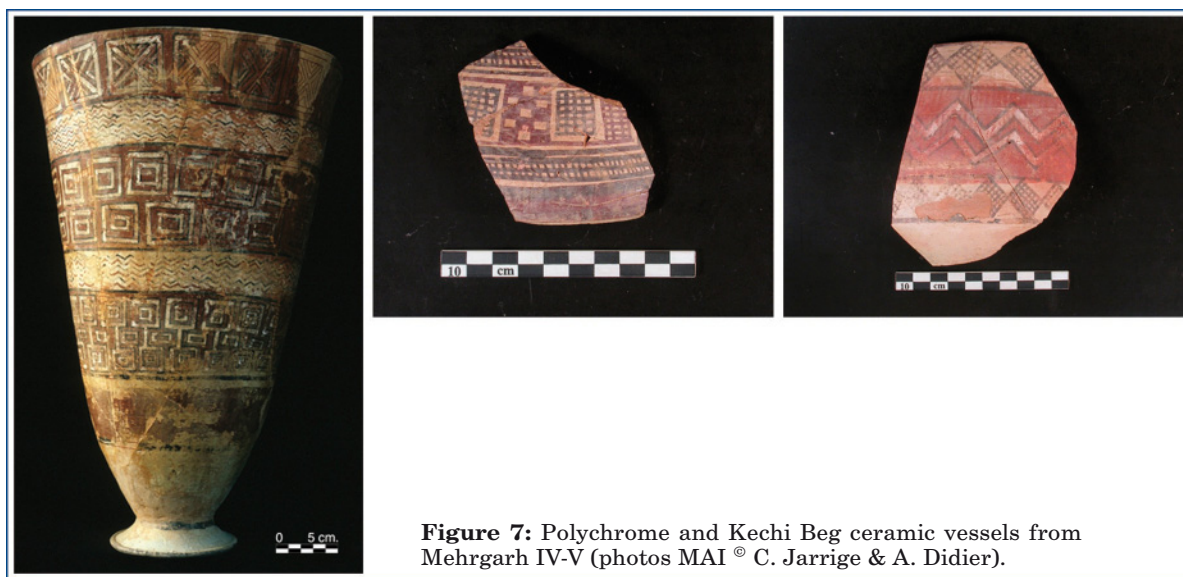 0 5 cm.
10 cm
10 cm
Figure 7: Polychrome and Kechi Beg ceramic vessels from
Mehrgarh IV-V (photos MAI © C. Jarrige & A. Didier).